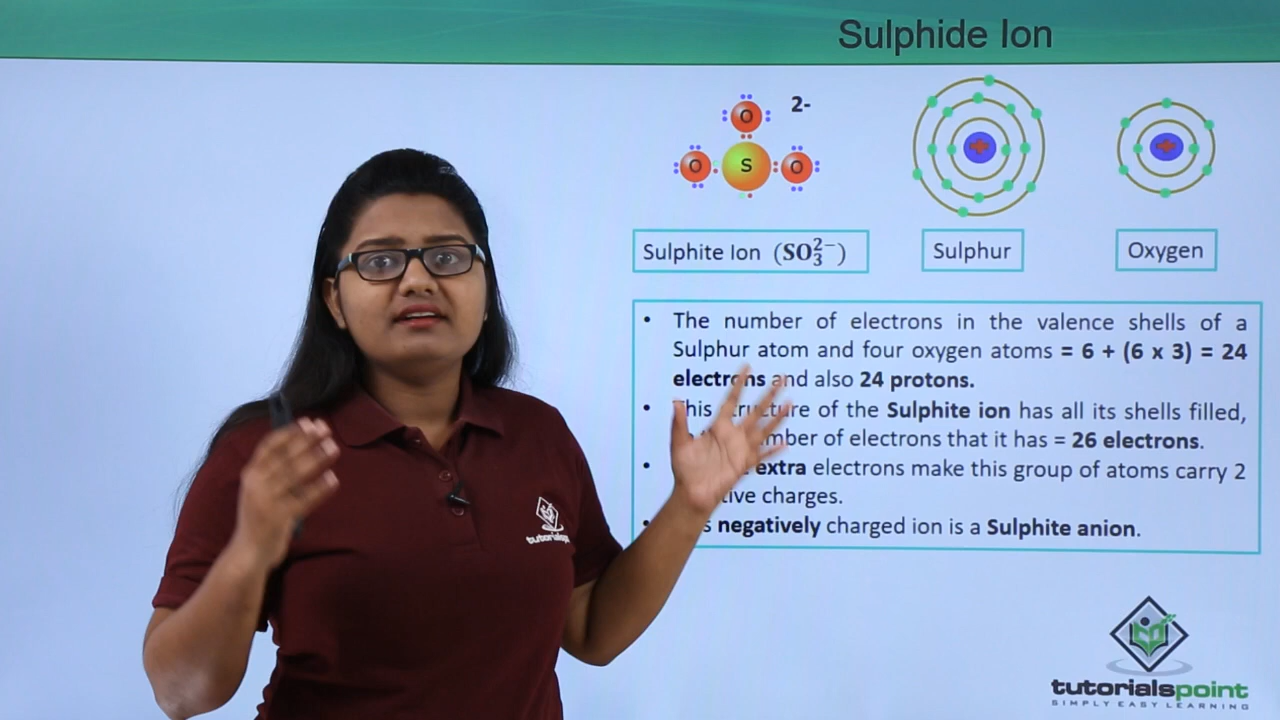 Sulphide Ion
2-
O
O S O
Sulphite Ion (SO₃²⁻)
Sulphur
Oxygen
• The number of electrons in the valence shells of a
Sulphur atom and four oxygen atoms = 6 + (6 x 3) = 24
electrons and also 24 protons.
• This structure of the Sulphite ion has all its shells filled,
number of electrons that it has = 26 electrons.
• extra electrons make this group of atoms carry 2
charges.
• negatively charged ion is a Sulphite anion.
tutorialspoint
SIMPLY EASY LEARNING